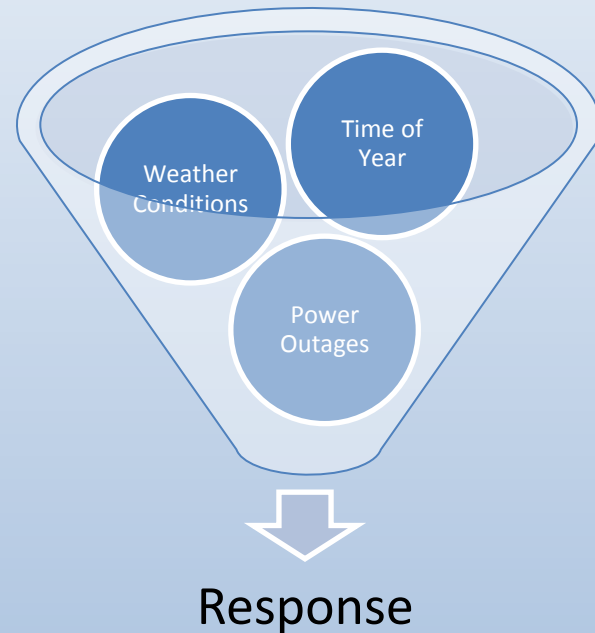 Time of
Year
Weather
Conditions
Power
Outages
Response